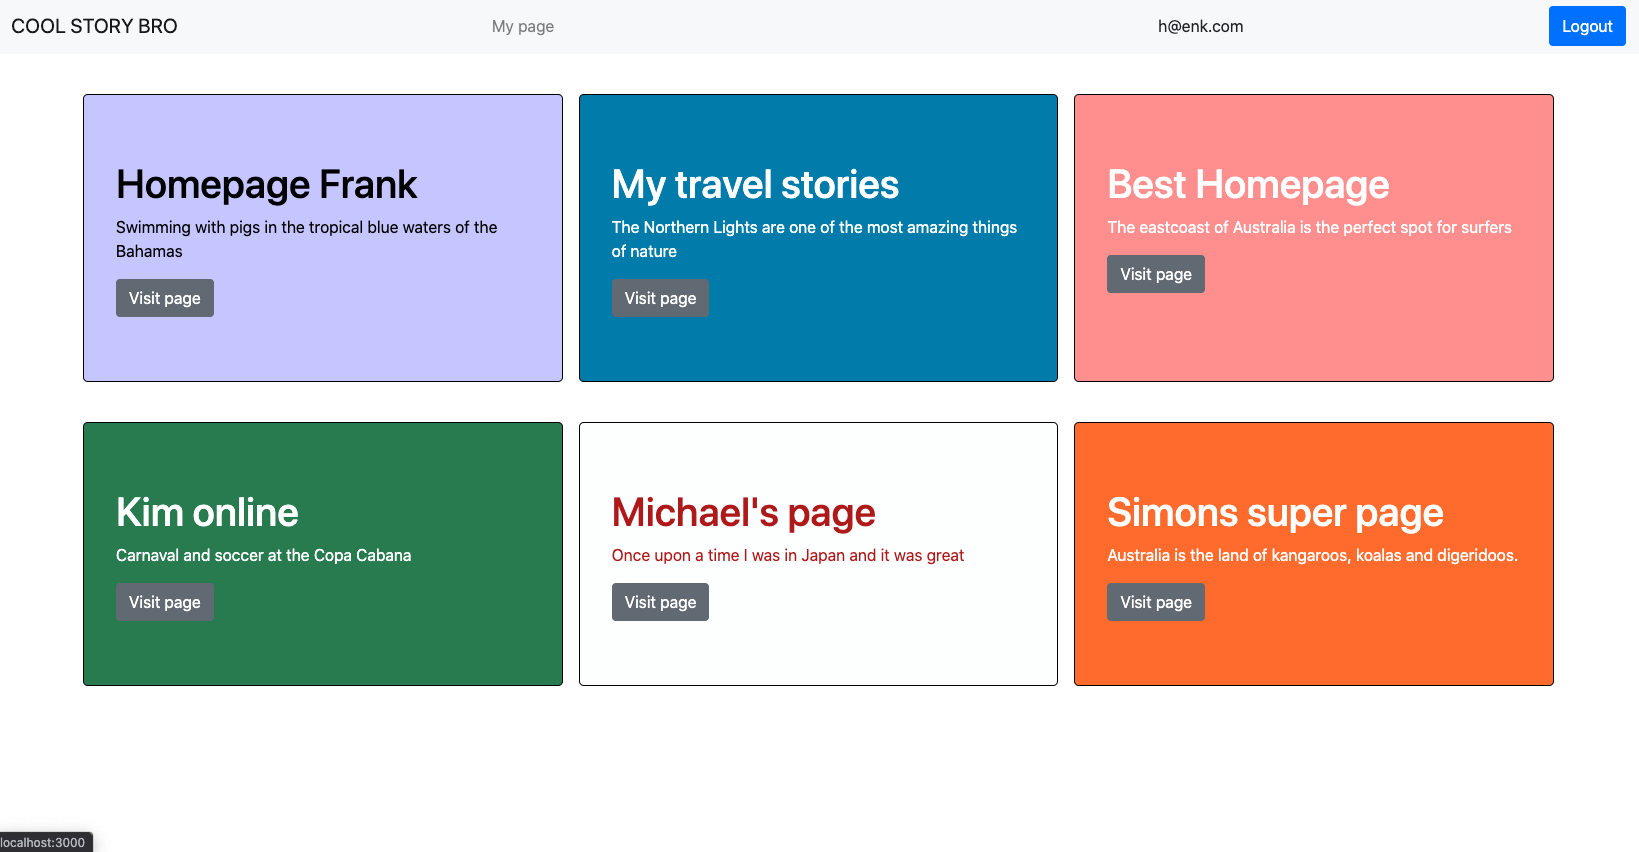 COOL STORY BRO
My page
h@enk.com
Logout
Homepage Frank
Swimming with pigs in the tropical blue waters of the
Bahamas
Visit page
My travel stories
The Northern Lights are one of the most amazing things
of nature
Visit page
Best Homepage
The eastcoast of Australia is the perfect spot for surfers
Visit page
Kim online
Carnaval and soccer at the Copa Cabana
Visit page
Michael's page
Once upon a time I was in Japan and it was great
Visit page
Simons super page
Australia is the land of kangaroos, koalas and digeridoos.
Visit page
localhost:3000